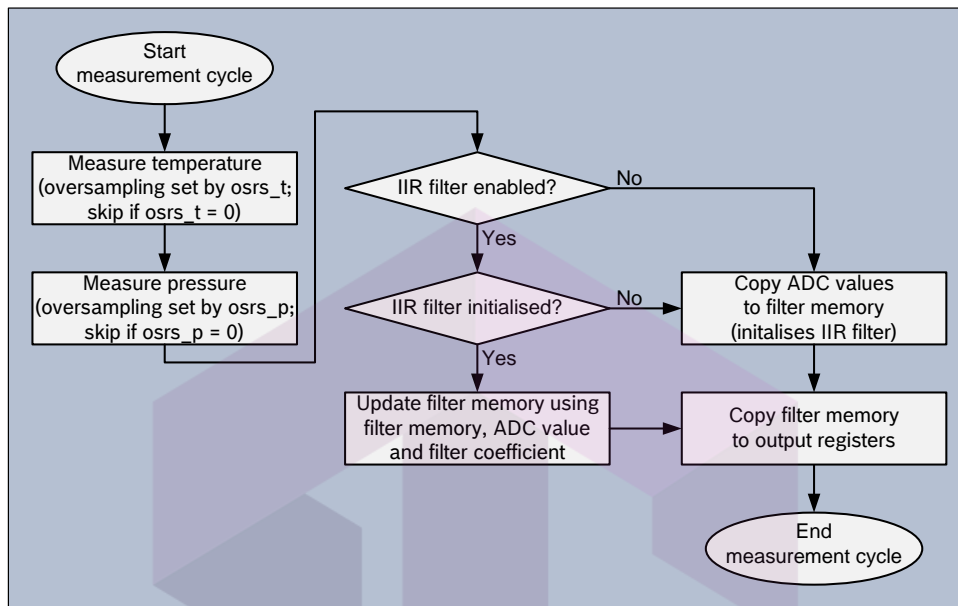 Start
measurement cycle
Measure temperature
(oversampling set by osrs_t;
skip if osrs_t = 0)
Measure pressure
(oversampling set by osrs_p;
skip if osrs_p = 0)
IIR filter enabled?
No
Yes
IIR filter initialised?
No
Yes
Copy ADC values
to filter memory
(initalises IIR filter)
Update filter memory using
filter memory, ADC value
and filter coefficient
Copy filter memory
to output registers
End
measurement cycle